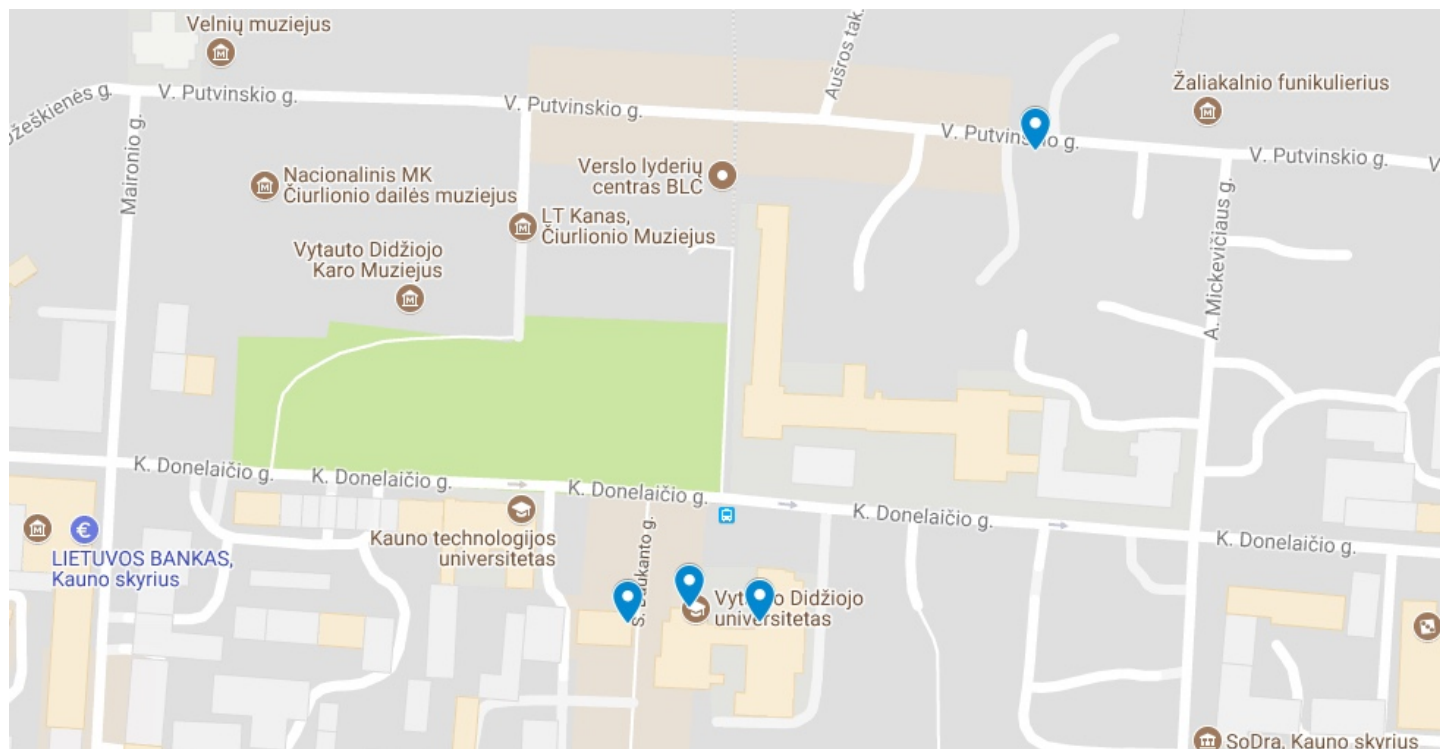 Velnių muziejus
Aušros tak.
Žaliakalnio funikulierius
V. Putvinskio g.
V. Putvinskio g.
V. Putvinskio g.
V. Putvinskio g.
Maironio g.
Nacionalinis MK
Čiurlionio dailės muziejus
Verslo lyderių
centras BLC
LT Kanas,
Čiurlionio Muziejus
Vytauto Didžiojo
Karo Muziejus
A. Mickevičiaus g.
K. Donelaičio g.
K. Donelaičio g.
K. Donelaičio g.
K. Donelaičio g.
K. Donelaičio g.
Kauno technologijos
universitetas
LIETUVOS BANKAS,
Kauno skyrius
Vytauto Didžiojo
universitetas
SoDra, Kauno skyrius